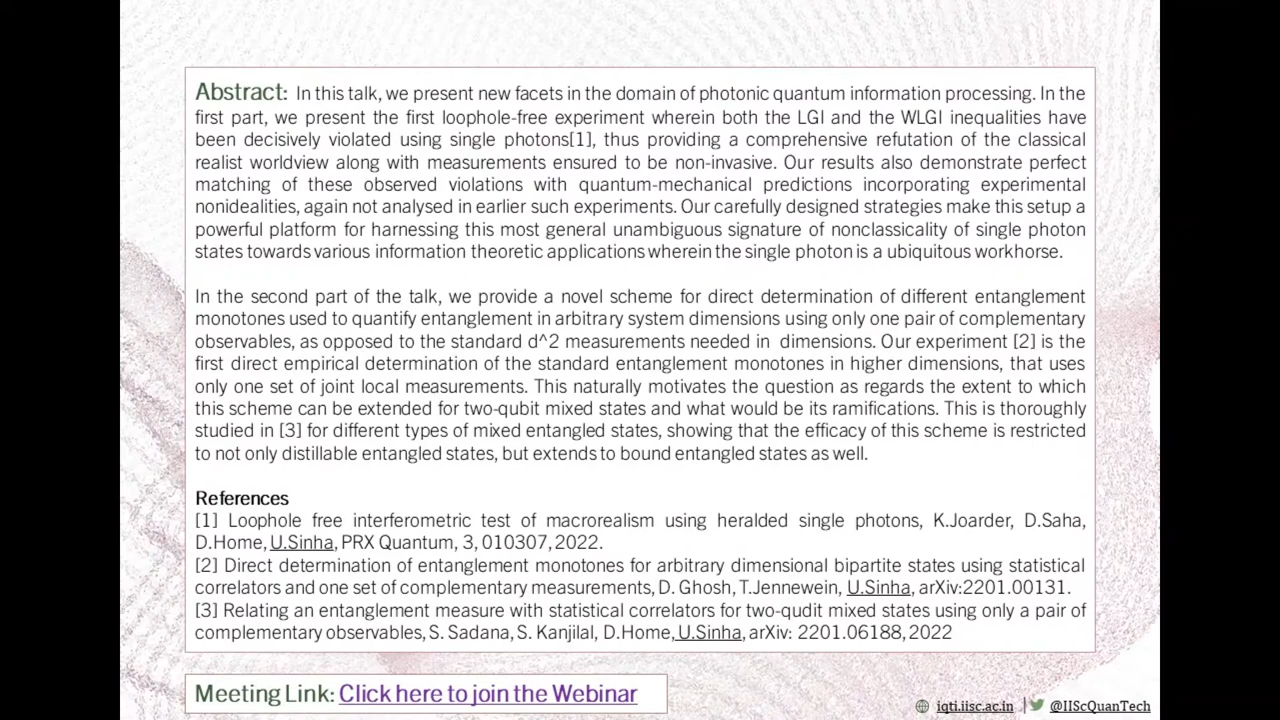 Abstract: In this talk, we present new facets in the domain of photonic quantum information processing. In the
first part, we present the first loophole-free experiment wherein both the LGI and the WLGI inequalities have
been decisively violated using single photons[1], thus providing a comprehensive refutation of the classical
realist worldview along with measurements ensured to be non-invasive. Our results also demonstrate perfect
matching of these observed violations with quantum-mechanical predictions incorporating experimental
nonidealities, again not analysed in earlier such experiments. Our carefully designed strategies make this setup a
powerful platform for harnessing this most general unambiguous signature of nonclassicality of single photon
states towards various information theoretic applications wherein the single photon is a ubiquitous workhorse.
In the second part of the talk, we provide a novel scheme for direct determination of different entanglement
monotones used to quantify entanglement in arbitrary system dimensions using only one pair of complementary
observables, as opposed to the standard d^2 measurements needed in dimensions. Our experiment [2] is the
first direct empirical determination of the standard entanglement monotones in higher dimensions, that uses
only one set of joint local measurements. This naturally motivates the question as regards the extent to which
this scheme can be extended for two-qubit mixed states and what would be its ramifications. This is thoroughly
studied in [3] for different types of mixed entangled states, showing that the efficacy of this scheme is restricted
to not only distillable entangled states, but extends to bound entangled states as well.
References
[1] Loophole free interferometric test of macrorealism using heralded single photons, K.Joarder, D.Saha,
D.Home, U.Sinha, PRX Quantum, 3, 010307, 2022.
[2] Direct determination of entanglement monotones for arbitrary dimensional bipartite states using statistical
correlators and one set of complementary measurements, D. Ghosh, T.Jennewein, U.Sinha, arXiv:2201.00131.
[3] Relating an entanglement measure with statistical correlators for two-qudit mixed states using only a pair of
complementary observables, S. Sadana, S. Kanjilal, D.Home, U.Sinha, arXiv: 2201.06188, 2022
Meeting Link: Click here to join the Webinar
iqti.iisc.ac.in | @IIScQuanTech